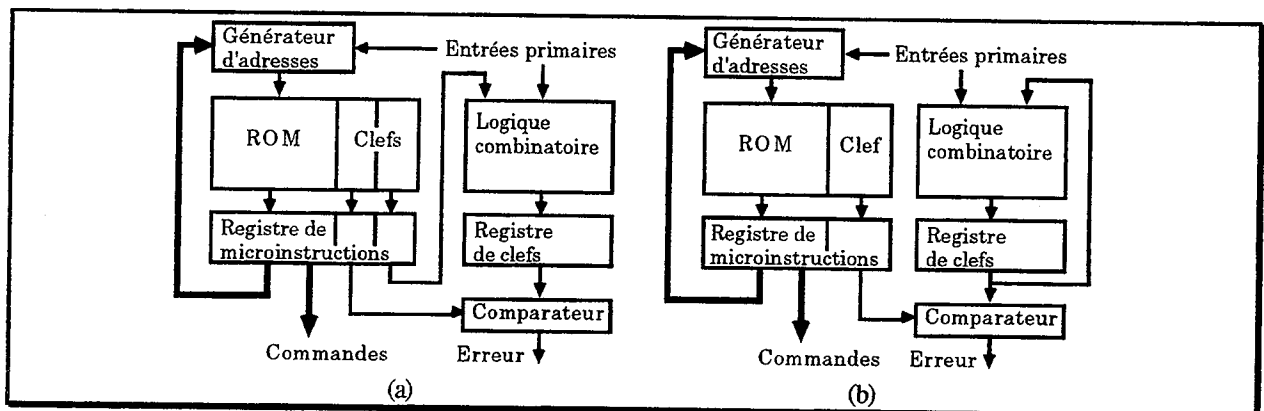 Générateur
d'adresses
Entrées primaires
ROM
Clefs
Logique
combinatoire
Registre de
microinstructions
Registre
de clefs
Comparateur
Commandes
Erreur
(a)
Générateur
d'adresses
Entrées primaires
ROM
Clef
Logique
combinatoire
Registre de
microinstructions
Registre
de clefs
Comparateur
Commandes
Erreur
(b)